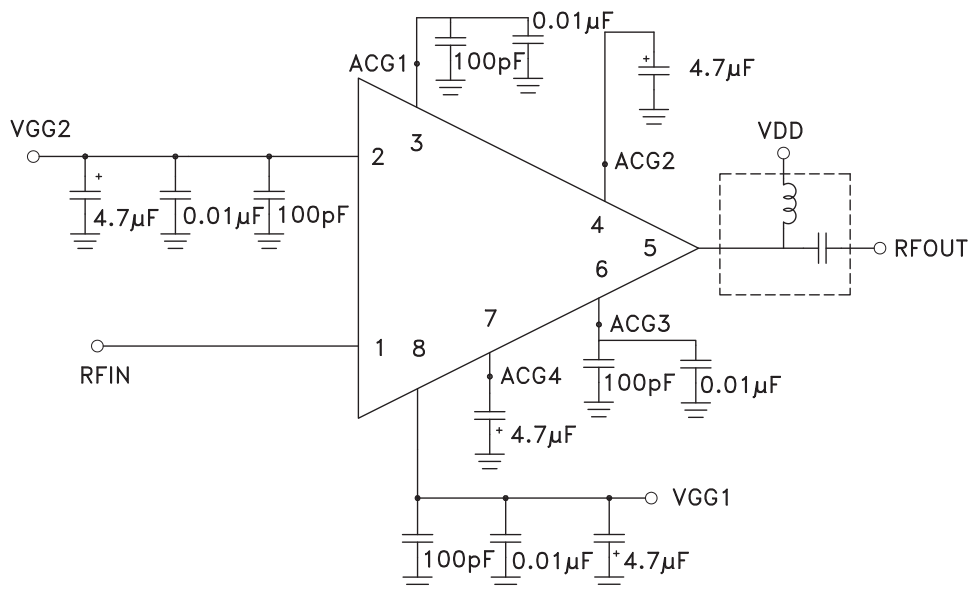 0.01µF
ACG1
100pF
+
4.7µF
VGG2
VDD
3
2
ACG2
+
4.7µF
0.01µF
100pF
4
5
RFOUT
6
7
ACG3
1
8
RFIN
ACG4
100pF
0.01µF
+
4.7µF
VGG1
100pF
0.01µF
+
4.7µF